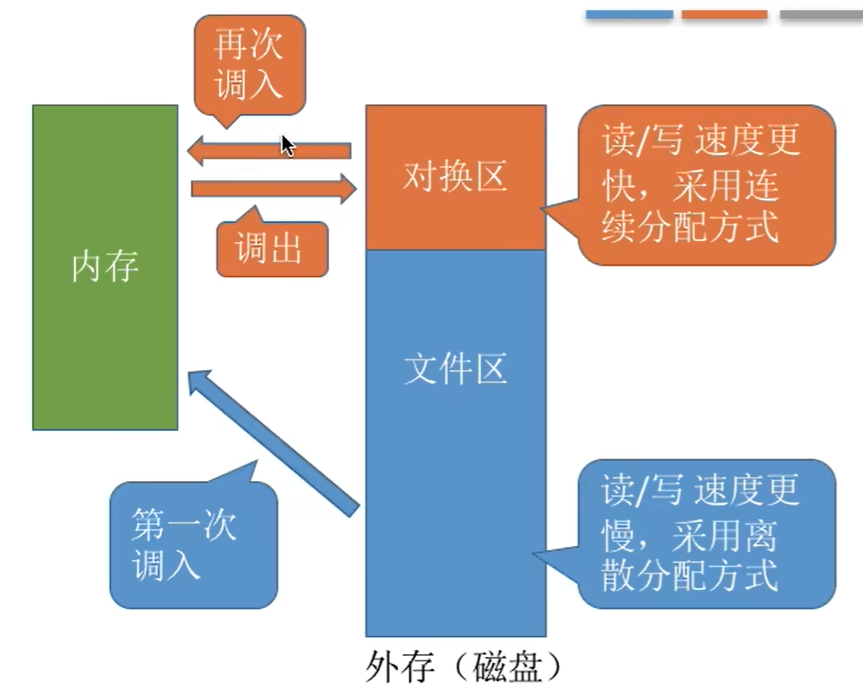 再次
调入
对换区
读/写 速度更
快，采用连
续分配方式
调出
内存
文件区
第一次
调入
读/写 速度更
慢，采用离
散分配方式
外存（磁盘）